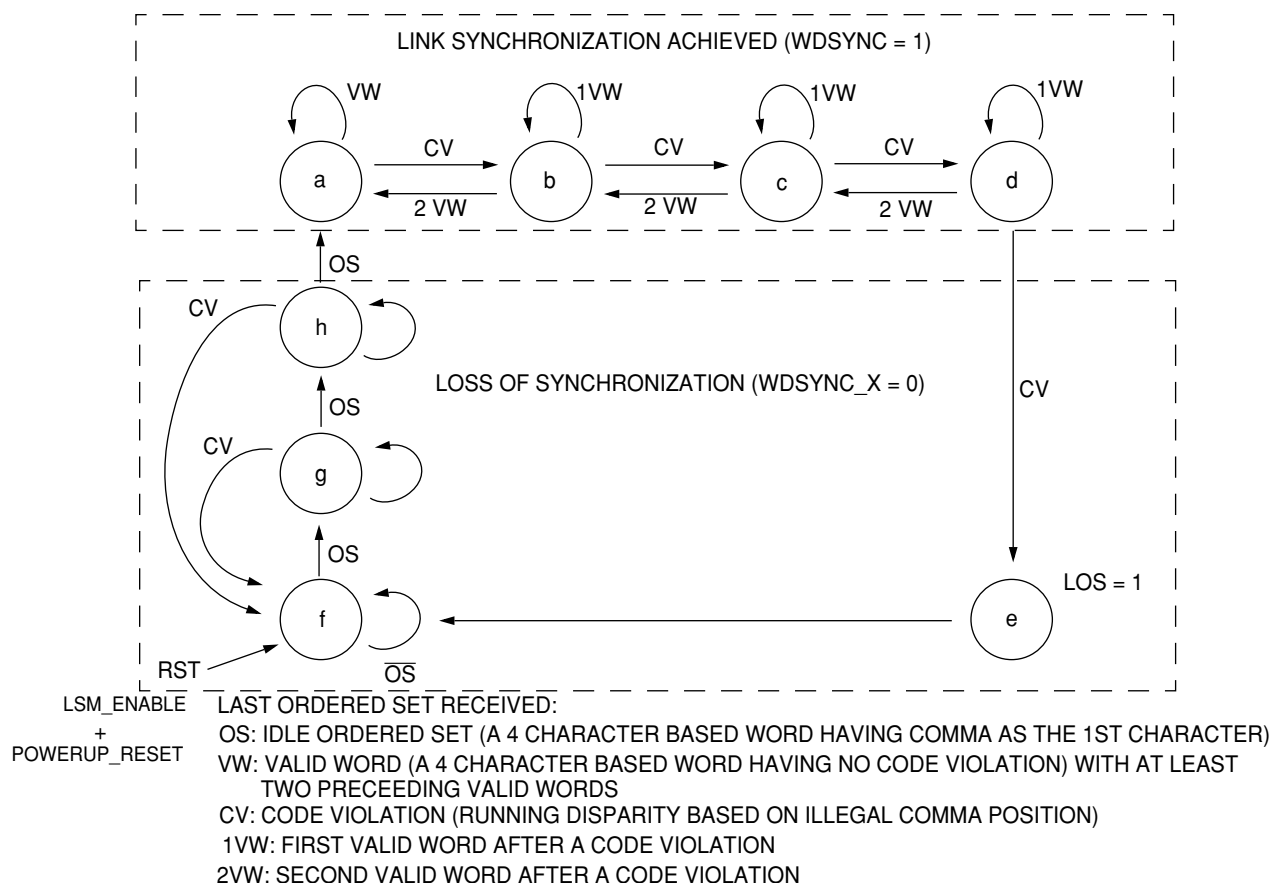 LINK SYNCHRONIZATION ACHIEVED (WDSYNC = 1)
VW
1VW
1VW
1VW
a
CV
b
CV
c
CV
d
2 VW
2 VW
2 VW
OS
CV
h
LOSS OF SYNCHRONIZATION (WDSYNC_X = 0)
CV
OS
CV
g
OS
LOS = 1
f
e
RST
OS
LSM_ENABLE
+
POWERUP_RESET
LAST ORDERED SET RECEIVED:
OS: IDLE ORDERED SET (A 4 CHARACTER BASED WORD HAVING COMMA AS THE 1ST CHARACTER)
VW: VALID WORD (A 4 CHARACTER BASED WORD HAVING NO CODE VIOLATION) WITH AT LEAST
TWO PRECEEDING VALID WORDS
CV: CODE VIOLATION (RUNNING DISPARITY BASED ON ILLEGAL COMMA POSITION)
1VW: FIRST VALID WORD AFTER A CODE VIOLATION
2VW: SECOND VALID WORD AFTER A CODE VIOLATION